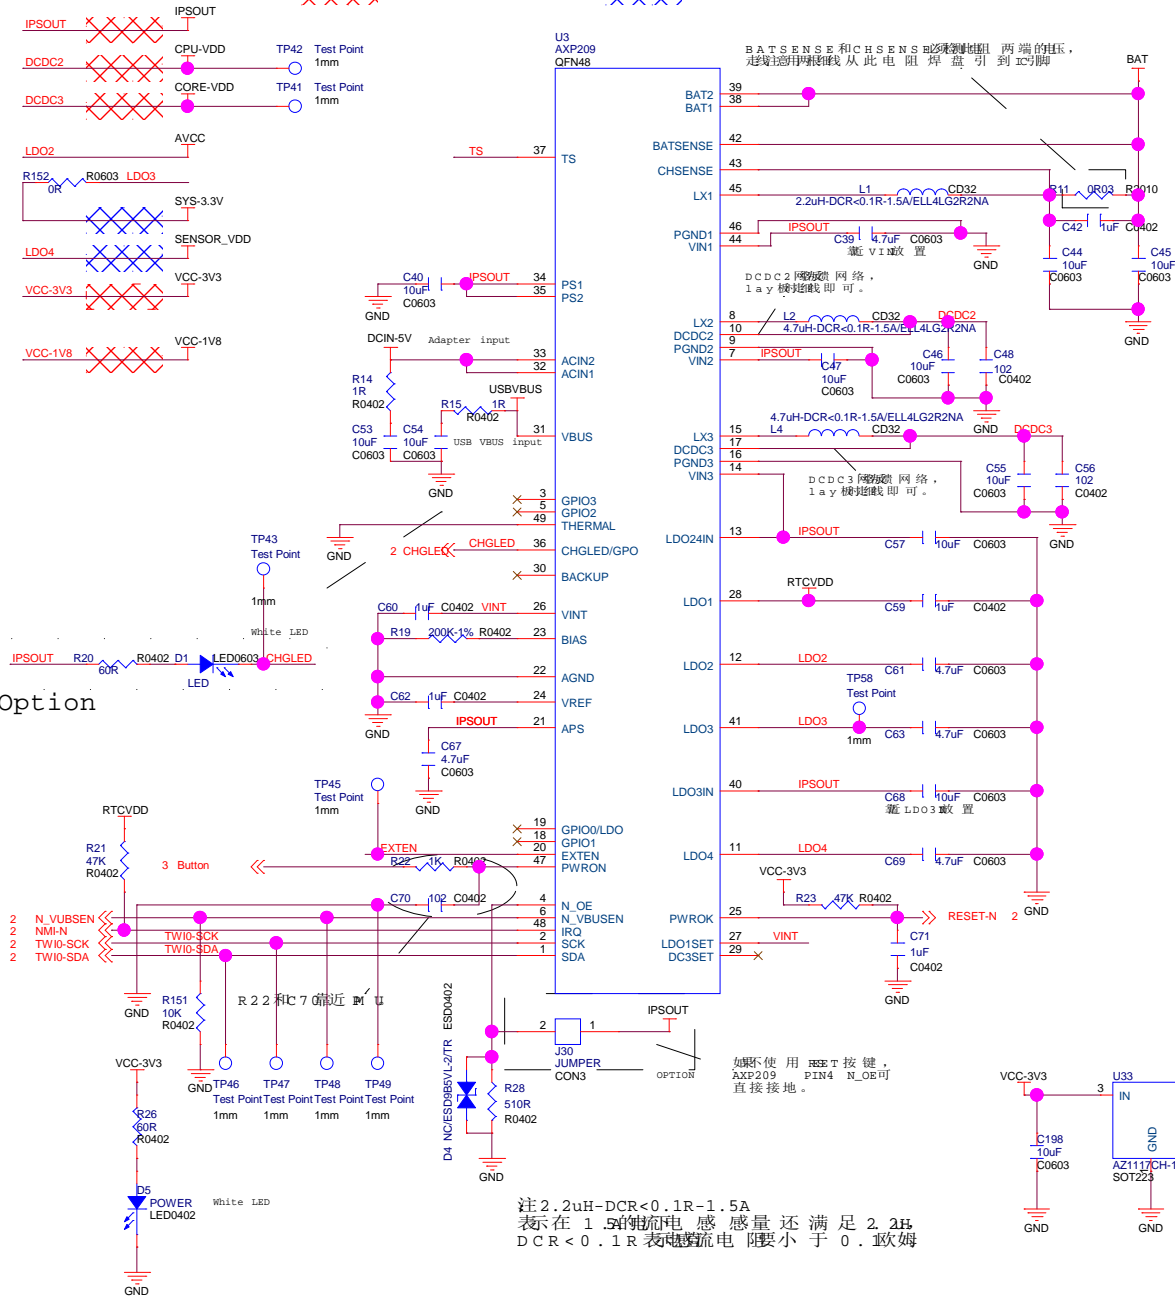 IPSOUT
IPSOUT
DCDC2
CPU-VDD
TP42
Test Point
1mm
DCDC3
CORE-VDD
TP41
Test Point
1mm
LDO2
AVCC
R152
0R
R0603
LDO3
SYS-3.3V
LDO4
SENSOR_VDD
VCC-3V3
VCC-3V3
VCC-1V8
VCC-1V8
U3
AXP209
QFN48
TS
37
TS
C40
10uF
C0603
IPSOUT
GND
34
PS1
35
PS2
DCIN-5V
Adapter input
33
ACIN2
32
ACIN1
R14
1R
R0402
USBVBUS
R15
1R
R0402
C53
10uF
C0603
C54
10uF
C0603
USB VBUS input
31
VBUS
GND
3
GPIO3
5
GPIO2
49
THERMAL
GND
2 CHGLED
CHGLED
36
CHGLED/GPO
30
BACKUP
TP43
Test Point
1mm
White LED
IPSOUT
R20
60R
R0402
D1
LED
LED0603
CHGLED
Option
C60
1uF
C0402
VINT
26
VINT
R19
200K-1%
R0402
23
BIAS
22
AGND
C62
1uF
C0402
24
VREF
GND
IPSOUT
21
APS
C67
4.7uF
C0603
GND
TP45
Test Point
1mm
19
GPIO0/LDO
18
GPIO1
EXTEN
20
EXTEN
R22
1K
R0402
47
PWRON
RTCVDD
R21
47K
R0402
3 Button
C70
102
C0402
4
N_OE
2 N_VUBSEN
6
N_VBUSEN
2 NMI-N
48
IRQ
2 TWI0-SCK
TWI0-SCK
2
SCK
2 TWI0-SDA
TWI0-SDA
1
SDA
GND
R151
10K
R0402
GND
TP46
Test Point
1mm
TP47
Test Point
1mm
TP48
Test Point
1mm
TP49
Test Point
1mm
VCC-3V3
R26
60R
R0402
D5
POWER
LED0402
White LED
GND
D4 NC/ESD9B5VL-2/TR ESD0402
R28
510R
R0402
GND
2
1
J30
JUMPER
CON3
IPSOUT
OPTION
使 用
按 键 ,
AXP209 PIN4 N_OE可
直 接 接 地 。
39
BAT2
38
BAT1
BAT
42
BATSENSE
43
CHSENSE
45
LX1
L1
CD32
2.2uH-DCR<0.1R-1.5A/ELL4LG2R2NA
R11
0R03
R2010
C42
1uF
C0402
C44
10uF
C0603
C45
10uF
C0603
GND
GND
46
PGND1
44
VIN1
IPSOUT
C39
4.7uF
C0603
8
LX2
10
DCDC2
9
PGND2
7
VIN2
L2
CD32
DCDC2
4.7uH-DCR<0.1R-1.5A/ELL4LG2R2NA
IPSOUT
C47
10uF
C0603
C46
10uF
C0603
C48
102
C0402
GND
4.7uH-DCR<0.1R-1.5A/ELL4LG2R2NA
15
LX3
17
DCDC3
16
PGND3
14
VIN3
L4
CD32
DCDC3
C55
10uF
C0603
C56
102
C0402
GND
13
LDO24IN
IPSOUT
C57
10uF
C0603
28
LDO1
RTCVDD
C59
1uF
C0402
12
LDO2
LDO2
C61
4.7uF
C0603
TP58
Test Point
1mm
41
LDO3
LDO3
C63
4.7uF
C0603
40
LDO3IN
IPSOUT
C68
10uF
C0603
11
LDO4
LDO4
C69
4.7uF
C0603
GND
VCC-3V3
R23
47K
R0402
25
PWROK
RESET-N 2
27
LDO1SET
VINT
29
DC3SET
C71
1uF
C0402
GND
VCC-3V3
U33
3
IN
GND
C198
10uF
C0603
AZ1117CH-1
SOT223
GND
GND
注2.2uH-DCR<0.1R-1.5A